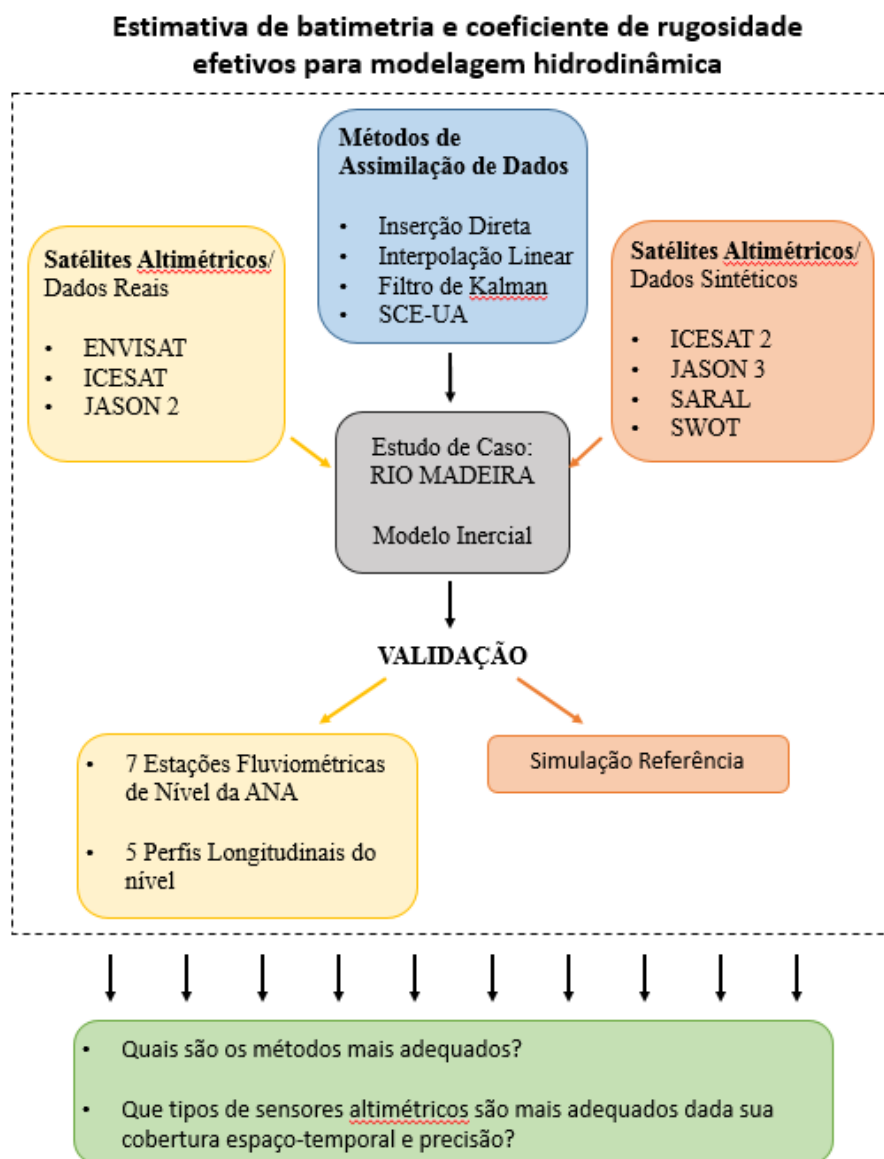 Estimativa de batimetria e coeficiente de rugosidade
efetivos para modelagem hidrodinâmica
Métodos de
Assimilação de Dados
• Inserção Direta
• Interpolação Linear
• Filtro de Kalman
• SCE-UA
Satélites Altimétricos/
Dados Reais
• ENVISAT
• ICESAT
• JASON 2
Satélites Altimétricos/
Dados Sintéticos
• ICESAT 2
• JASON 3
• SARAL
• SWOT
Estudo de Caso:
RIO MADEIRA
Modelo Inercial
VALIDAÇÃO
• 7 Estações Fluviométricas
de Nível da ANA
• 5 Perfis Longitudinais do
nível
Simulação Referência
• Quais são os métodos mais adequados?
• Que tipos de sensores altimétricos são mais adequados dada sua
cobertura espaço-temporal e precisão?